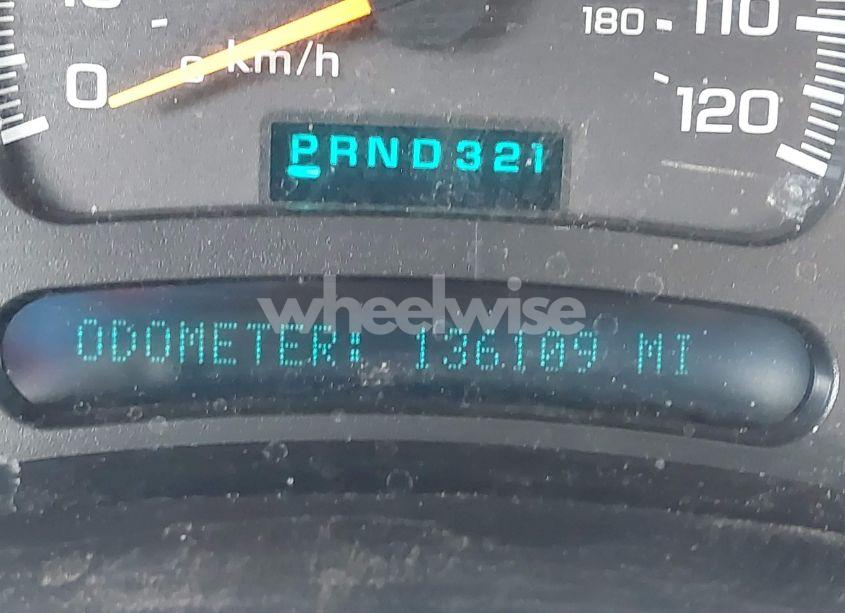 110
180
0
km/h
120
PRND321
wheelwise
ODOMETER: 136109 MI